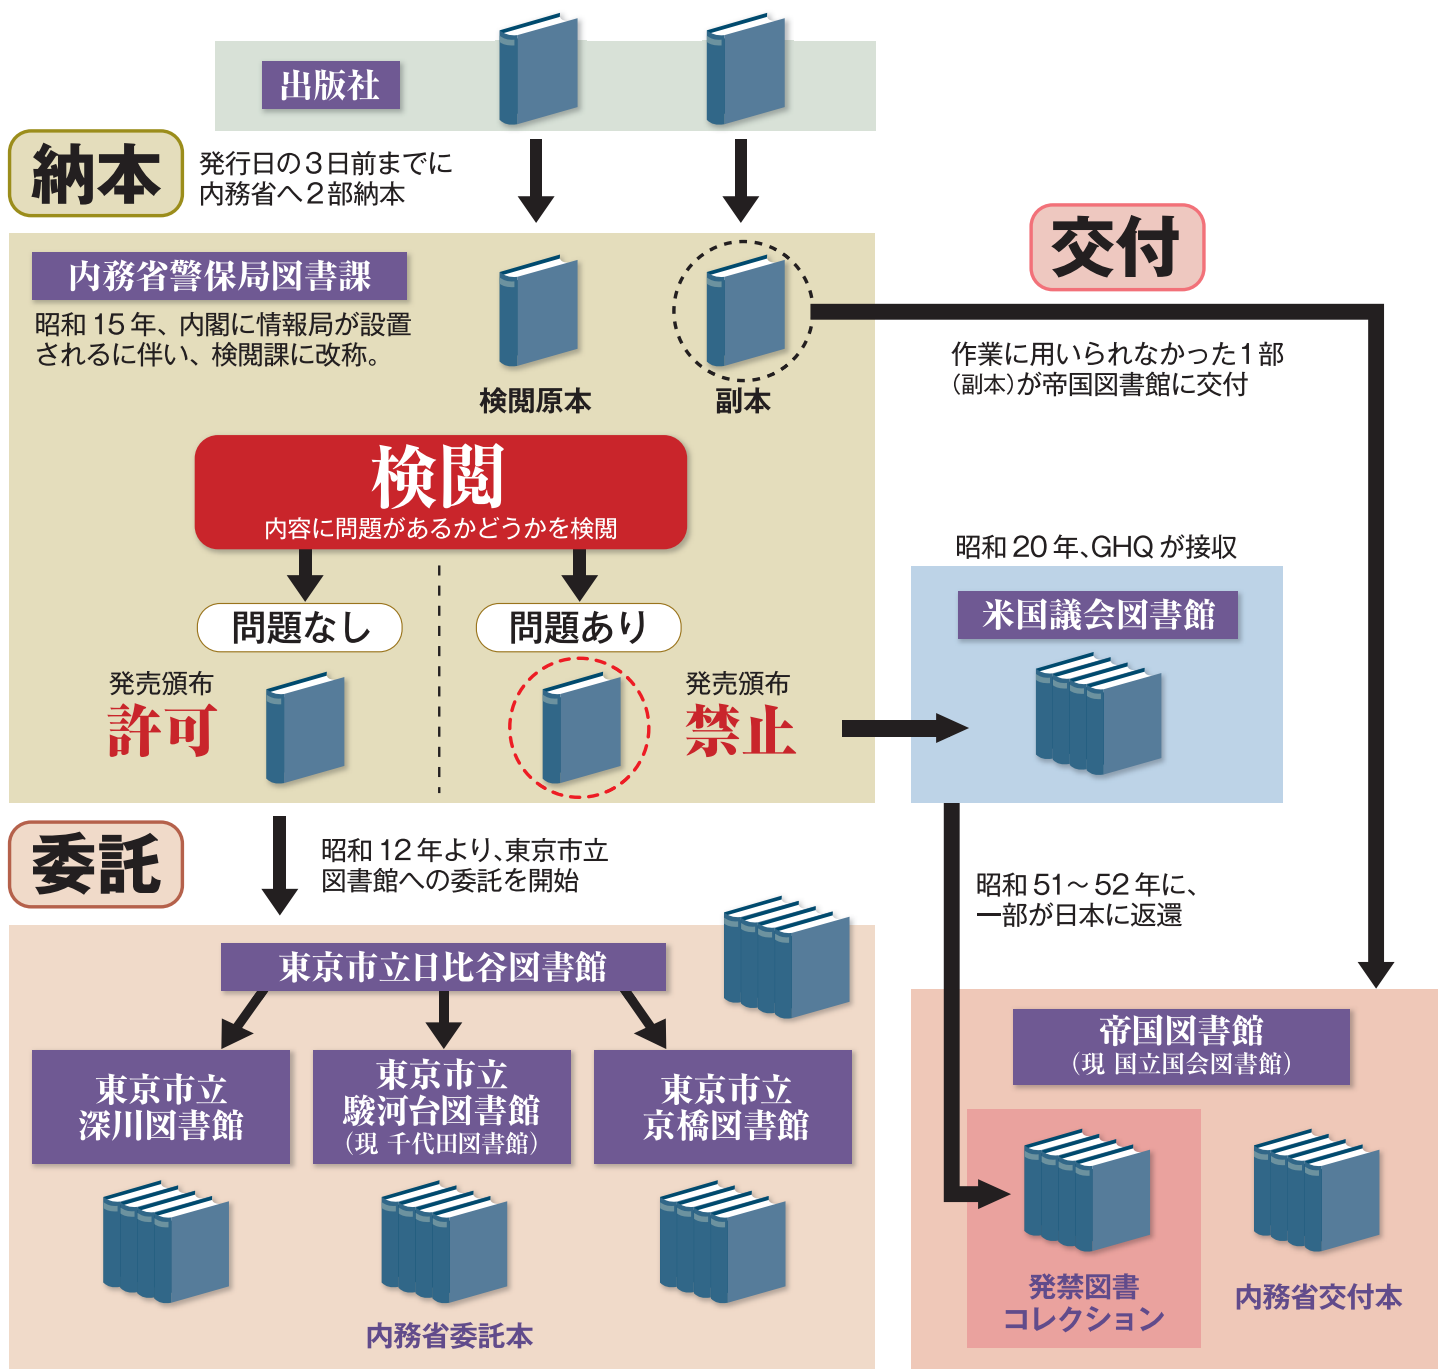 出版社
納本
発行日の3日前までに
内務省へ2部納本
内務省警保局図書課
昭和15年、内閣に情報局が設置
されるに伴い、検閲課に改称。
検閲原本
副本
交付
作業に用いられなかった1部
（副本）が帝国図書館に交付
検閲
内容に問題があるかどうかを検閲
問題なし
問題あり
発売頒布
許可
発売頒布
禁止
昭和20年、GHQが接収
米国議会図書館
委託
昭和12年より、東京市立
図書館への委託を開始
昭和51～52年に、
一部が日本に返還
東京市立日比谷図書館
東京市立
深川図書館
東京市立
駿河台図書館
（現 千代田図書館）
東京市立
京橋図書館
内務省委託本
帝国図書館
（現 国立国会図書館）
発禁図書
コレクション
内務省交付本